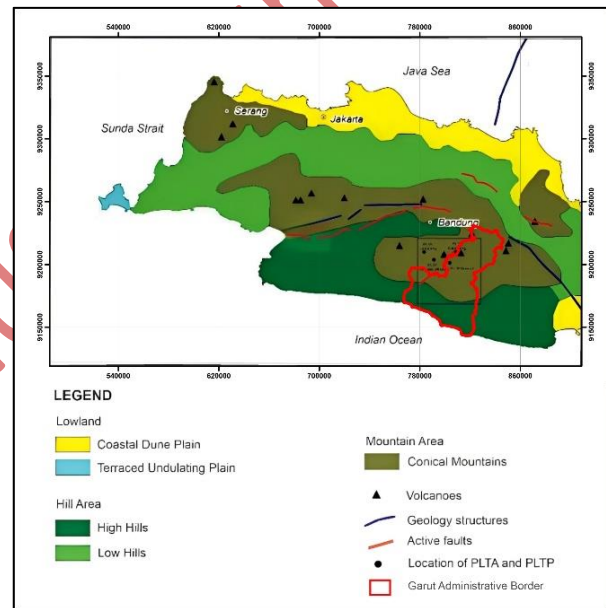 540000 620000 700000 780000 860000
9350000
9300000
9250000
9200000
9150000
Java Sea
Serang
Jakarta
Sunda Strait
Bandung
Indian Ocean
540000 620000 700000 780000 860000
LEGEND
Lowland
Coastal Dune Plain
Terraced Undulating Plain
Hill Area
High Hills
Low Hills
Mountain Area
Conical Mountains
Volcanoes
Geology structures
Active faults
Location of PLTA and PLTP
Garut Administrative Border